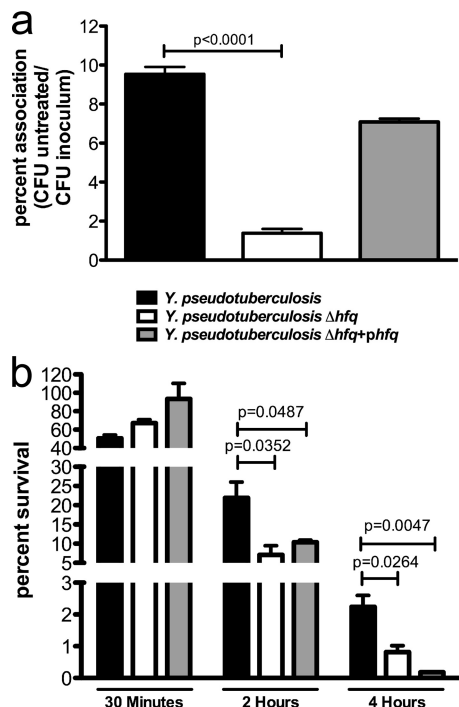 a
p<0.0001
percent association
(CFU untreated/
CFU inoculum)
12
10
8
6
4
2
0
Y. pseudotuberculosis
Y. pseudotuberculosis Δhfq
Y. pseudotuberculosis Δhfq+phfq
b
percent survival
120
100
80
60
40
30
25
20
15
10
5
3
2
1
0
p=0.0487
p=0.0352
p=0.0047
p=0.0264
30 Minutes
2 Hours
4 Hours